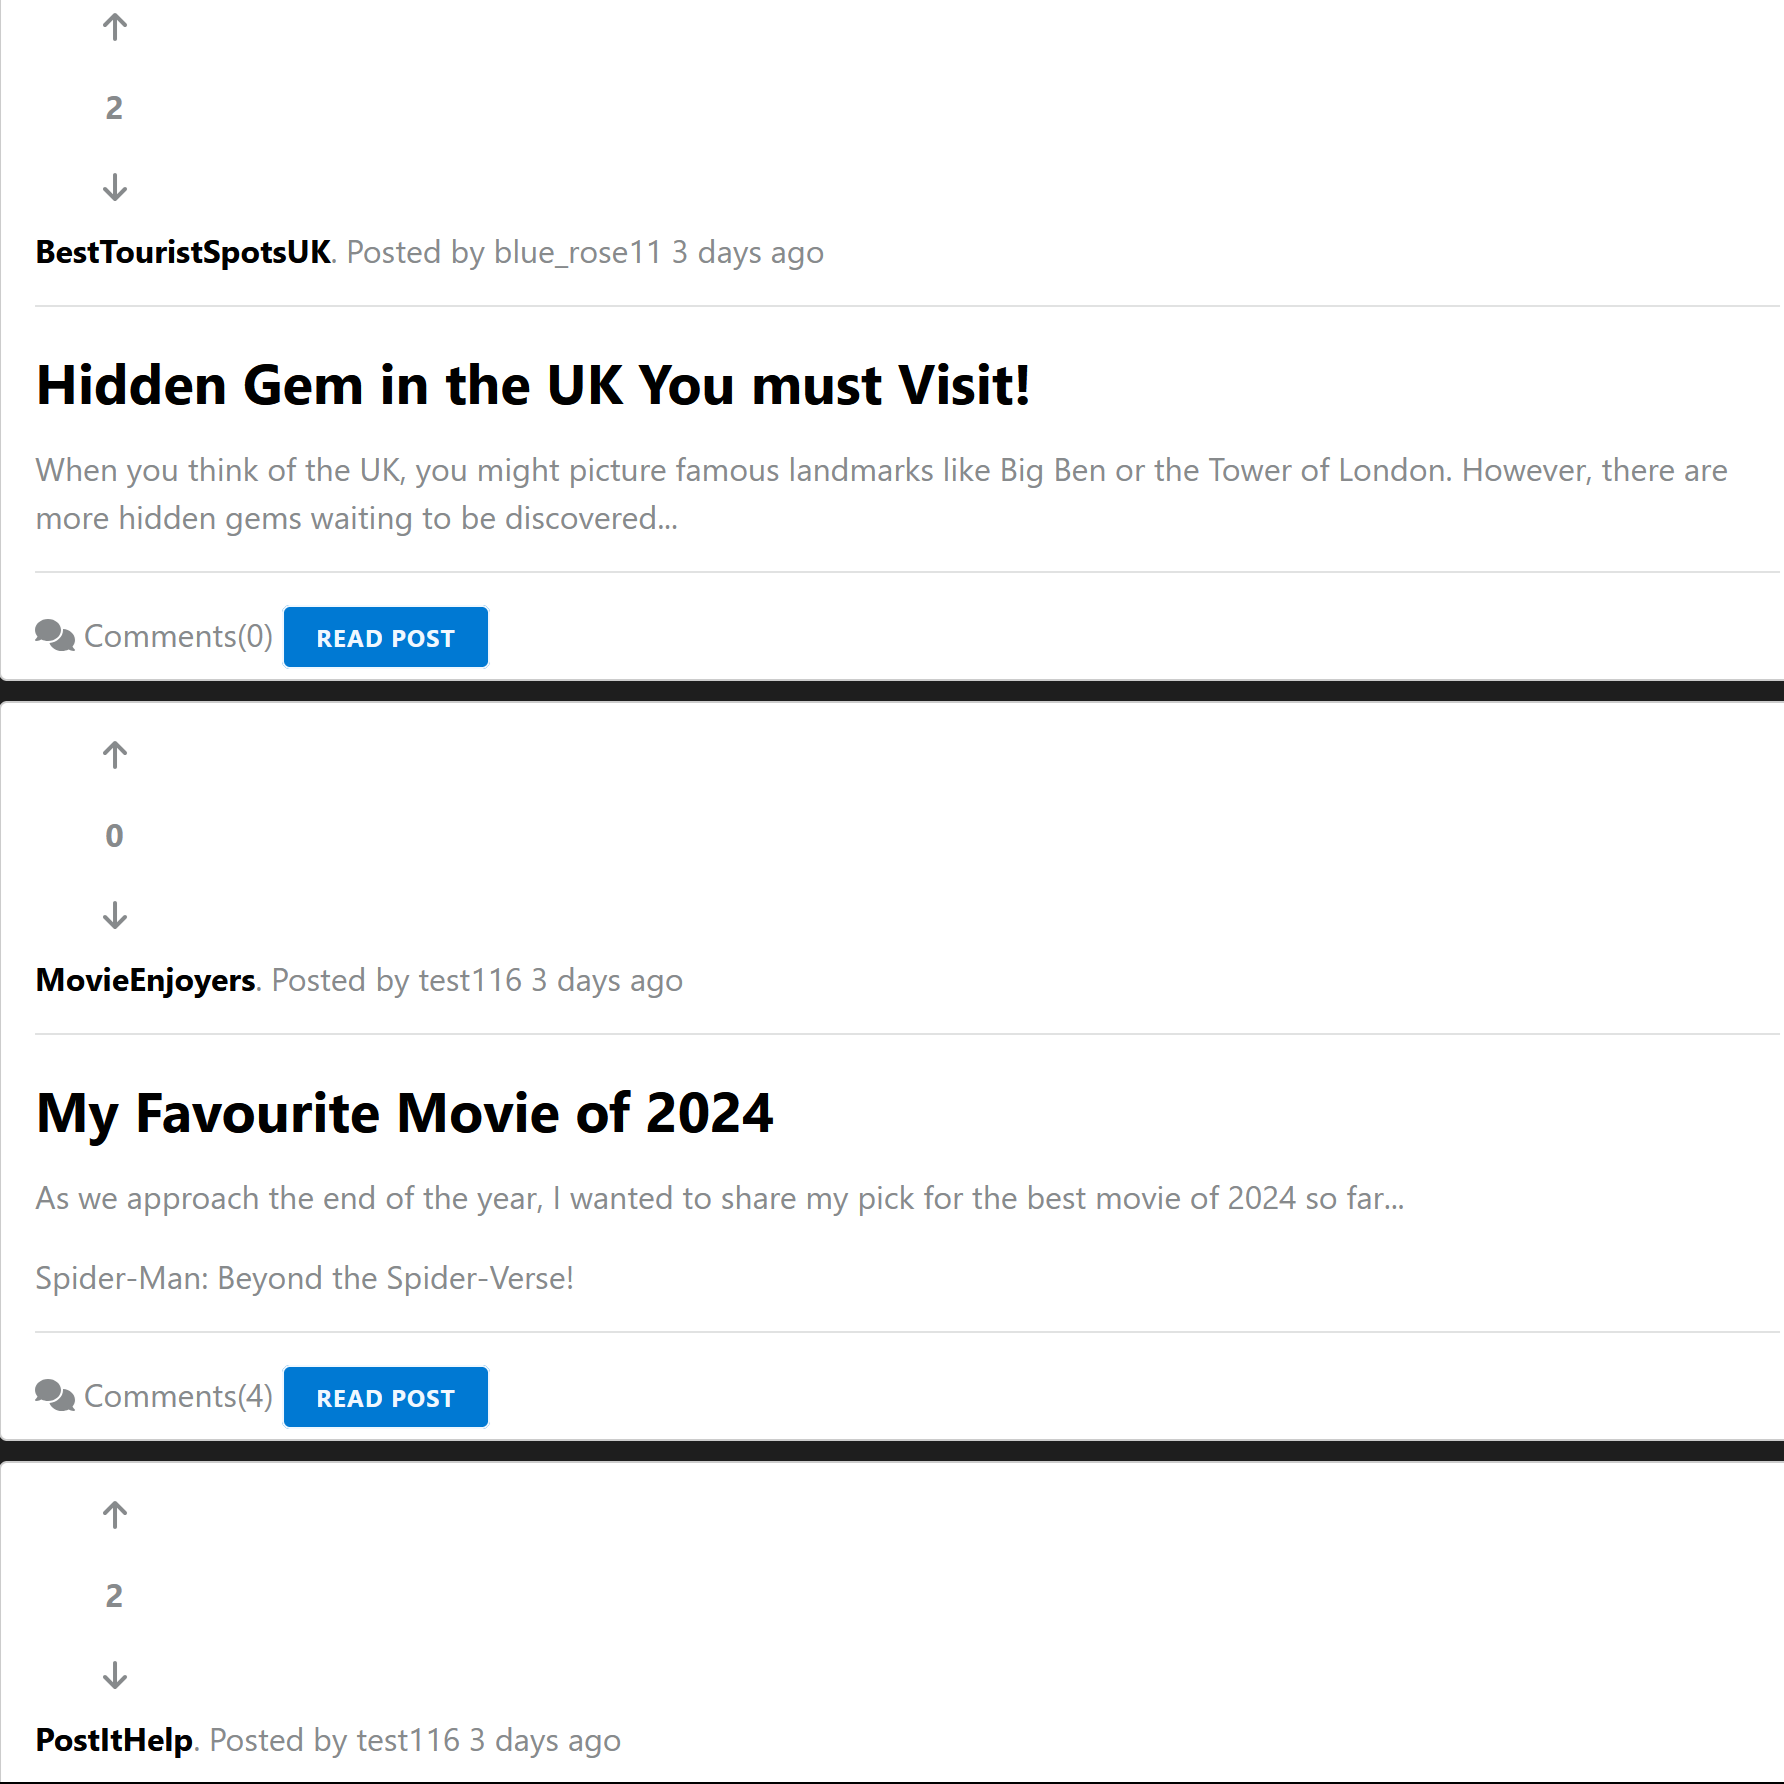 2
BestTouristSpotsUK. Posted by blue_rose11 3 days ago
Hidden Gem in the UK You must Visit!
When you think of the UK, you might picture famous landmarks like Big Ben or the Tower of London. However, there are
more hidden gems waiting to be discovered...
Comments(0) READ POST
0
MovieEnjoyers. Posted by test116 3 days ago
My Favourite Movie of 2024
As we approach the end of the year, I wanted to share my pick for the best movie of 2024 so far...
Spider-Man: Beyond the Spider-Verse!
Comments(4) READ POST
2
PostItHelp. Posted by test116 3 days ago